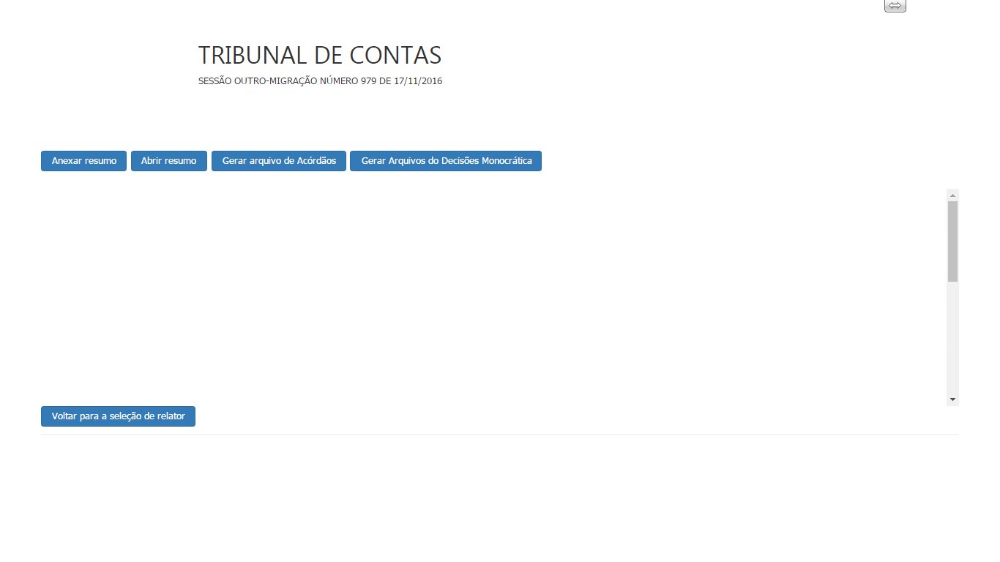 TRIBUNAL DE CONTAS
SESSÃO OUTRO-MIGRAÇÃO NÚMERO 979 DE 17/11/2016
Anexar resumo Abrir resumo Gerar arquivo de Acórdãos Gerar Arquivos do Decisões Monocrática
Voltar para a seleção de relator